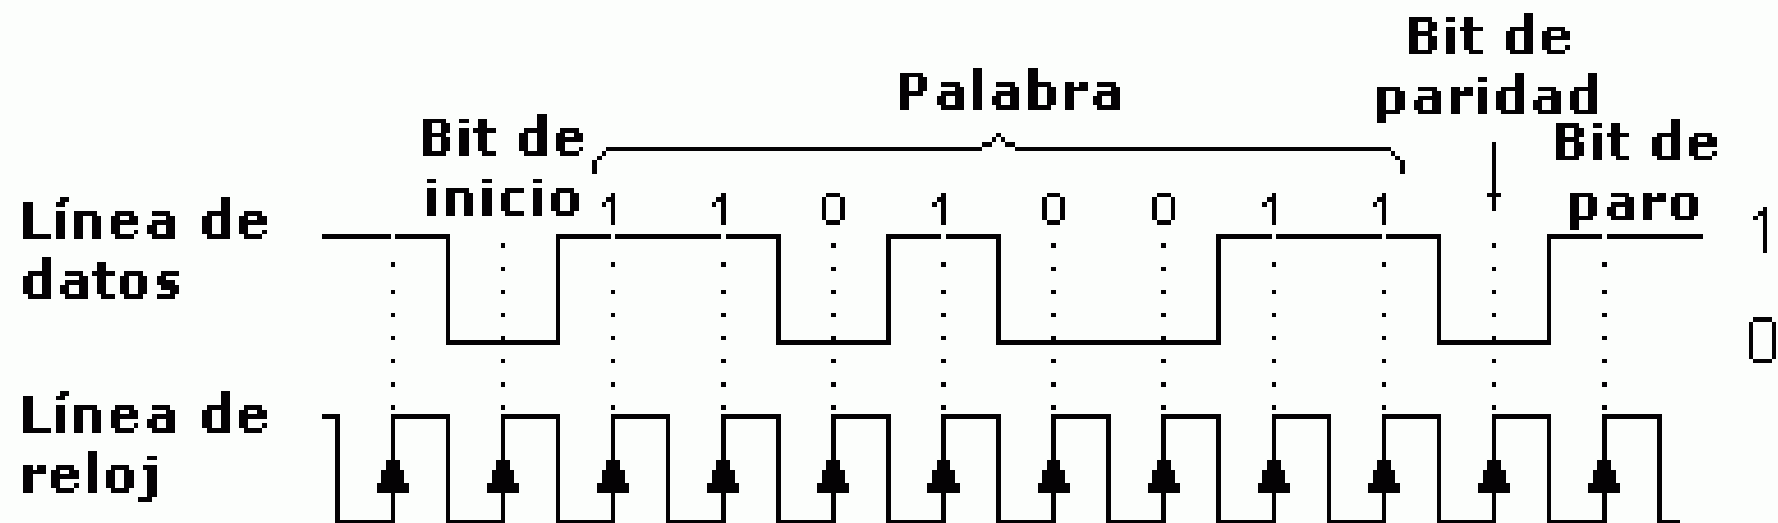 Bit de
paridad
Palabra
Bit de
inicio
Bit de
paro
1 1 0 1 0 0 1 1
Línea de
datos
1
0
Línea de
reloj